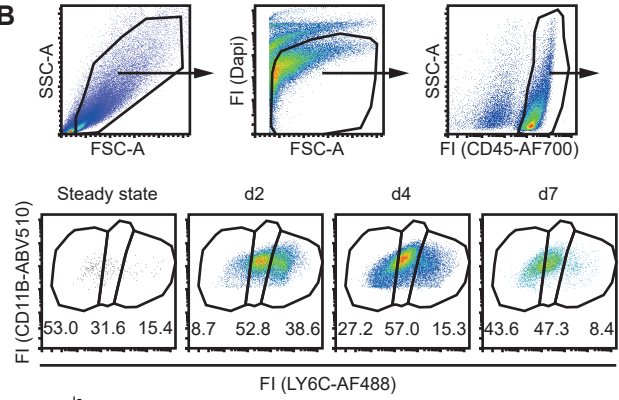 B
SSC-A
FSC-A
FI (Dapi)
FSC-A
SSC-A
FI (CD45-AF700)
Steady state
d2
d4
d7
FI (CD11B-ABV510)
53.0 31.6 15.4
8.7 52.8 38.6
27.2 57.0 15.3
43.6 47.3 8.4
FI (LY6C-AF488)